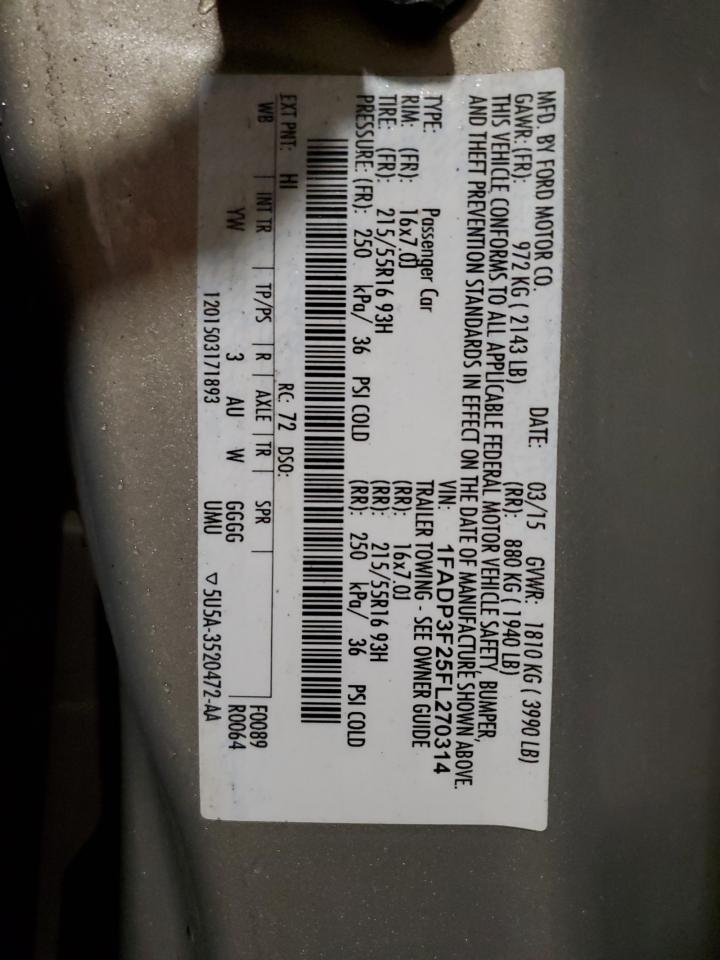 MFD. BY FORD MOTOR CO. DATE: 03/15 GVWR: 1810 KG ( 3990 LB)
GAWR: (FR): 972 KG ( 2143 LB) (RR): 880 KG ( 1940 LB)
THIS VEHICLE CONFORMS TO ALL APPLICABLE FEDERAL MOTOR VEHICLE SAFETY, BUMPER,
AND THEFT PREVENTION STANDARDS IN EFFECT ON THE DATE OF MANUFACTURE SHOWN ABOVE.
VIN: 1FADP3F25FL270314
TYPE: Passenger Car TRAILER TOWING - SEE OWNER GUIDE
RIM: (FR): 16x7.0J (RR): 16x7.0J
TIRE: (FR): 215/55R16 93H (RR): 215/55R16 93H
PRESSURE: (FR): 250 kPa/ 36 PSI COLD (RR): 250 kPa/ 36 PSI COLD
EXT PNT: HI RC: 72 DSO:
WB | INT TR | TP/PS | R | AXLE | TR | SPR F0089
YW 3 AU W GGGG R0064
1201503171893 UMU ▽5U5A-3520472-AA